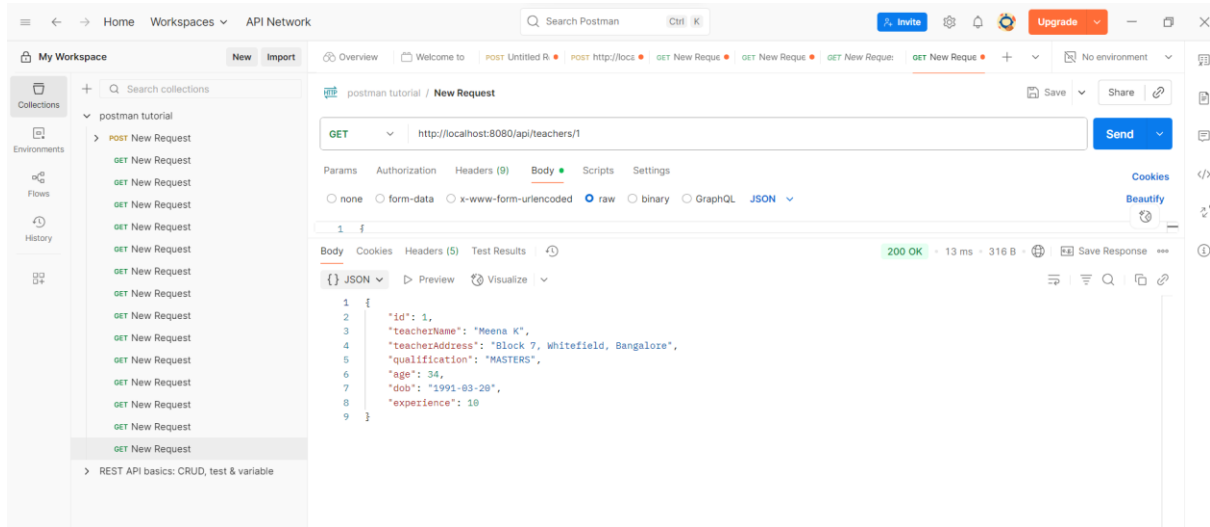 Home Workspaces API Network Search Postman Ctrl K Invite Upgrade
My Workspace New Import Overview Welcome to POST Untitled R POST http://loca GET New Reque GET New Reque GET New Reque: GET New Reque No environment
Collections
Environments
Flows
History
Search collections
postman tutorial
POST New Request
GET New Request
GET New Request
GET New Request
GET New Request
GET New Request
GET New Request
GET New Request
GET New Request
GET New Request
GET New Request
GET New Request
GET New Request
GET New Request
GET New Request
REST API basics: CRUD, test & variable
HTTP postman tutorial / New Request Save Share
GET http://localhost:8080/api/teachers/1 Send
Params Authorization Headers (9) Body Scripts Settings Cookies
none form-data x-www-form-urlencoded raw binary GraphQL JSON Beautify
1 {
Body Cookies Headers (5) Test Results 200 OK 13 ms 316 B Save Response
{} JSON Preview Visualize
1 {
2 "id": 1,
3 "teacherName": "Meena K",
4 "teacherAddress": "Block 7, Whitefield, Bangalore",
5 "qualification": "MASTERS",
6 "age": 34,
7 "dob": "1991-03-20",
8 "experience": 10
9 }